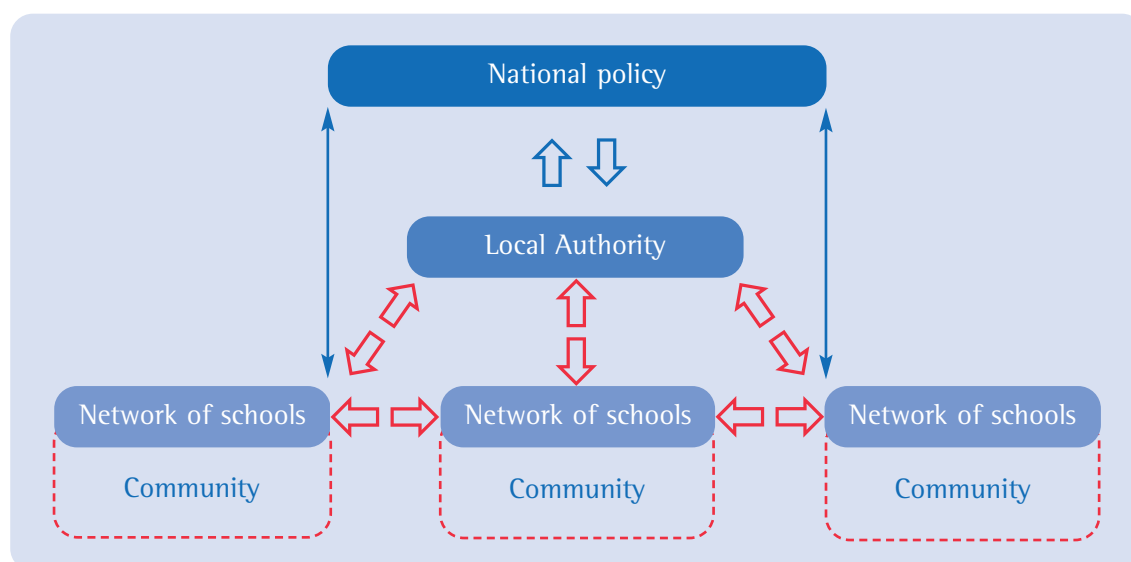 National policy
Local Authority
Network of schools
Network of schools
Network of schools
Community
Community
Community